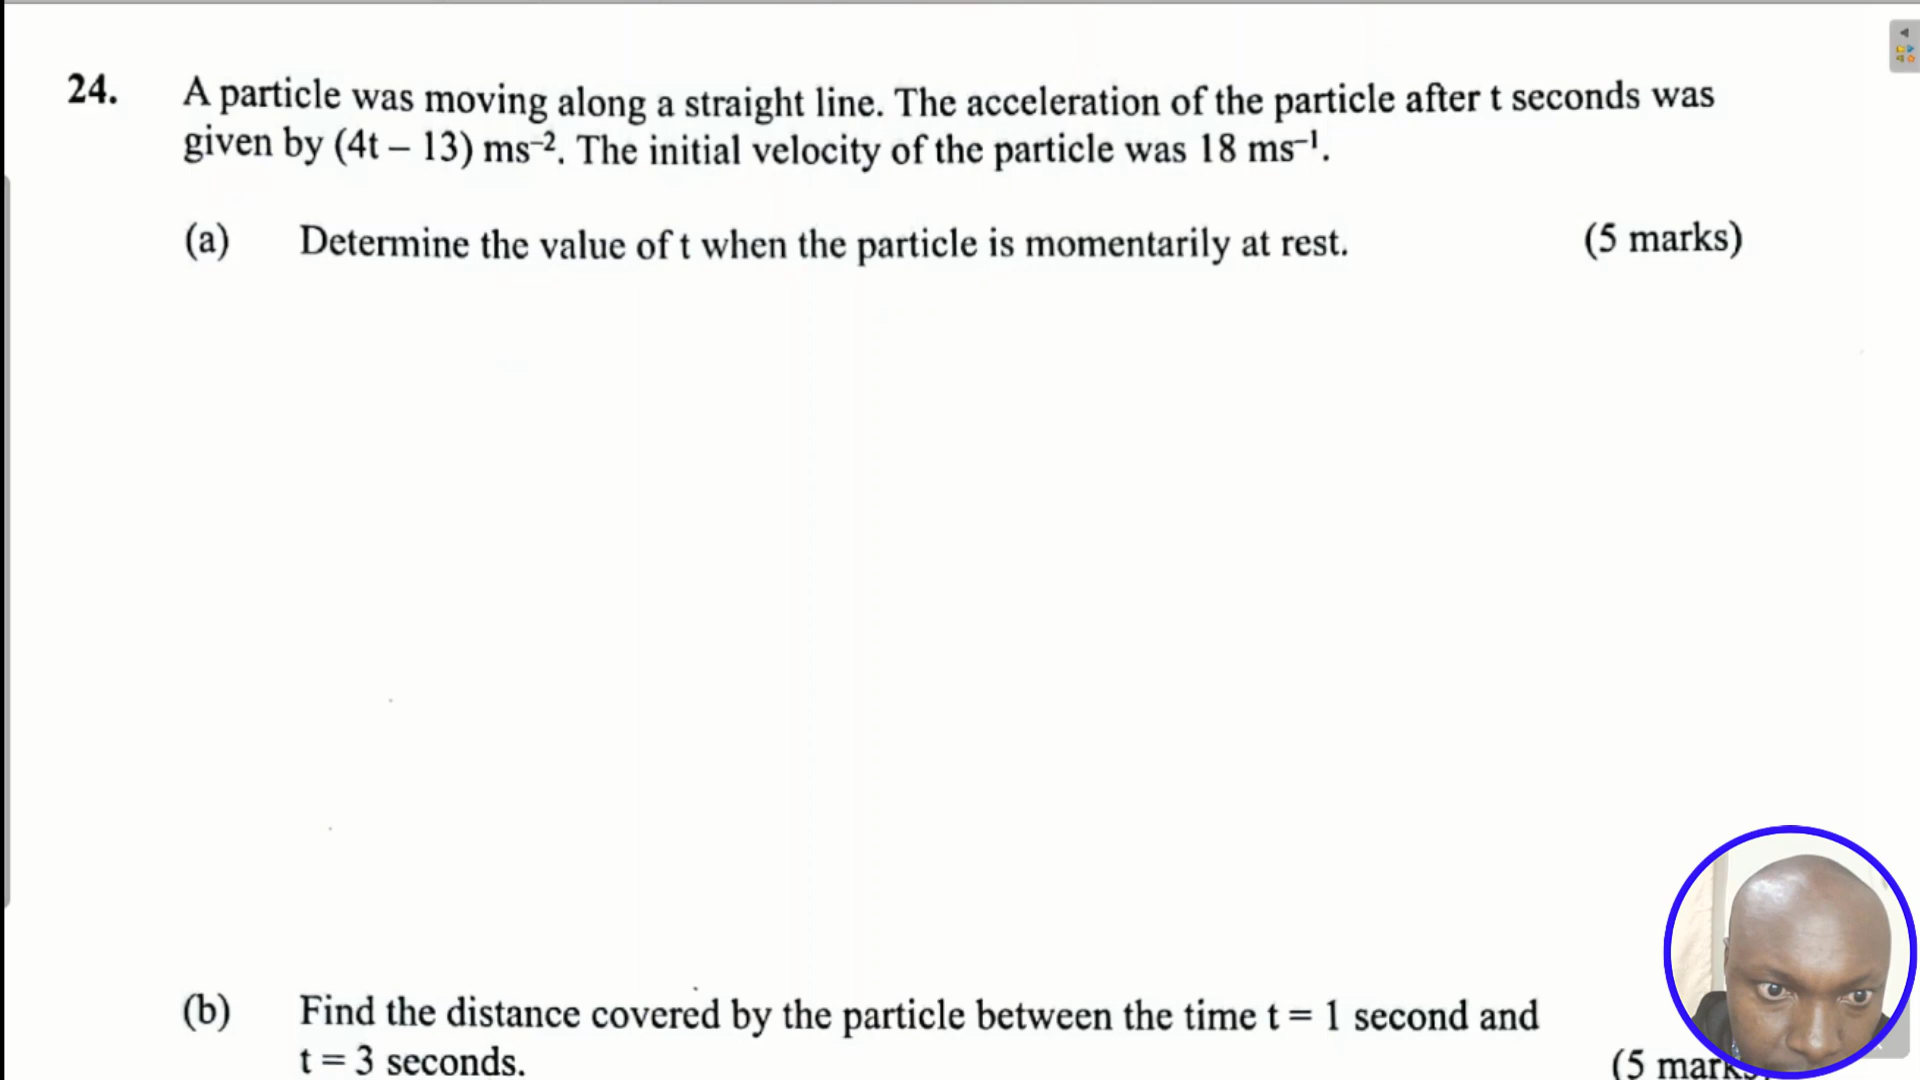 24. A particle was moving along a straight line. The acceleration of the particle after t seconds was
given by (4t – 13) ms⁻². The initial velocity of the particle was 18 ms⁻¹.
(a) Determine the value of t when the particle is momentarily at rest. (5 marks)
(b) Find the distance covered by the particle between the time t = 1 second and
t = 3 seconds. (5